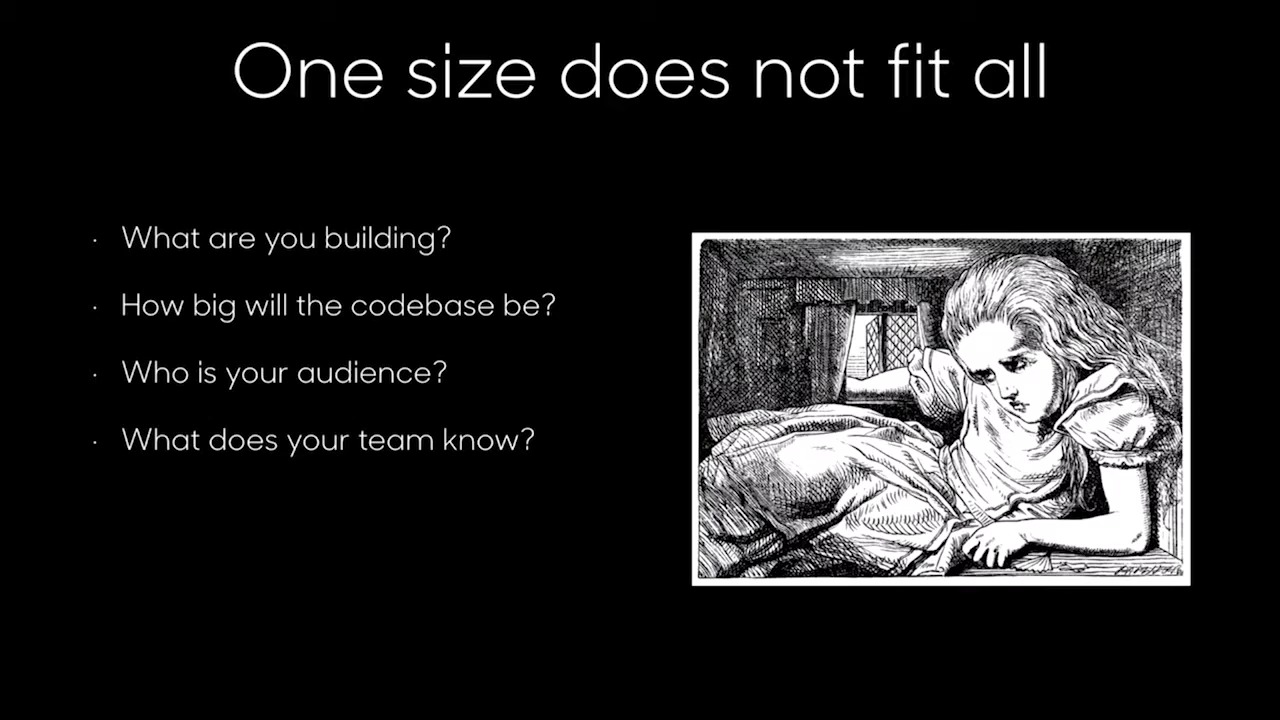 One size does not fit all
· What are you building?
· How big will the codebase be?
· Who is your audience?
· What does your team know?